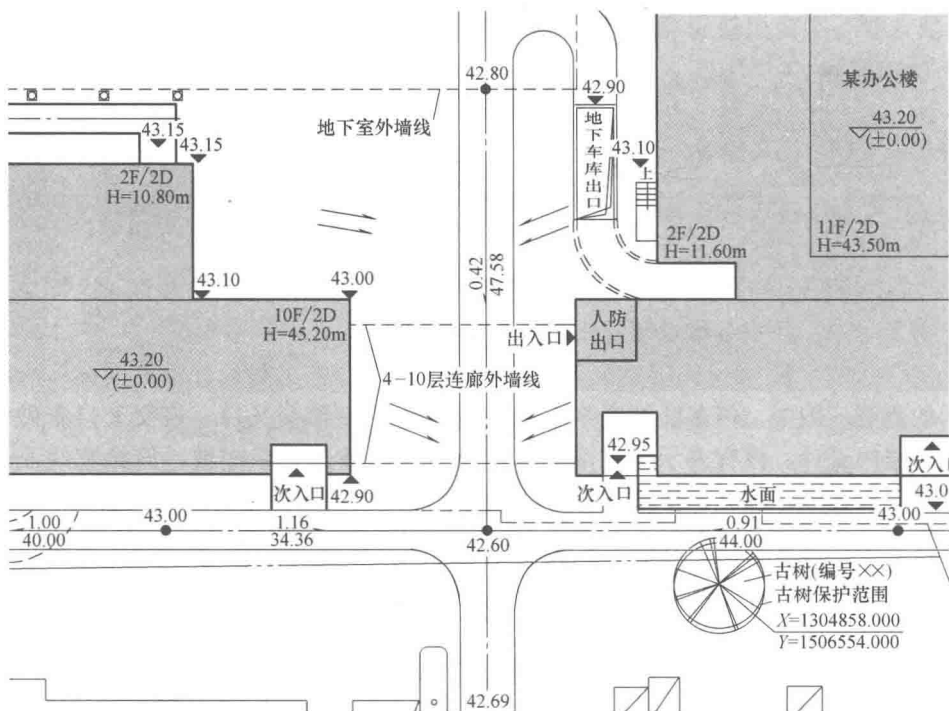 42.80
地下室外墙线
42.90
地下车库出口
某办公楼
43.20
(±0.00)
43.15
43.15
43.10
上
2F/2D
H=10.80m
2F/2D
H=11.60m
11F/2D
H=43.50m
0.42
47.58
43.10
43.00
10F/2D
H=45.20m
出入口
人防
出口
43.20
(±0.00)
4-10层连廊外墙线
42.95
次入口
42.90
次入口
水面
次入
43.0
1.00
40.00
43.00
1.16
34.36
42.60
0.91
44.00
43.00
古树(编号××)
古树保护范围
X=1304858.000
Y=1506554.000
42.69